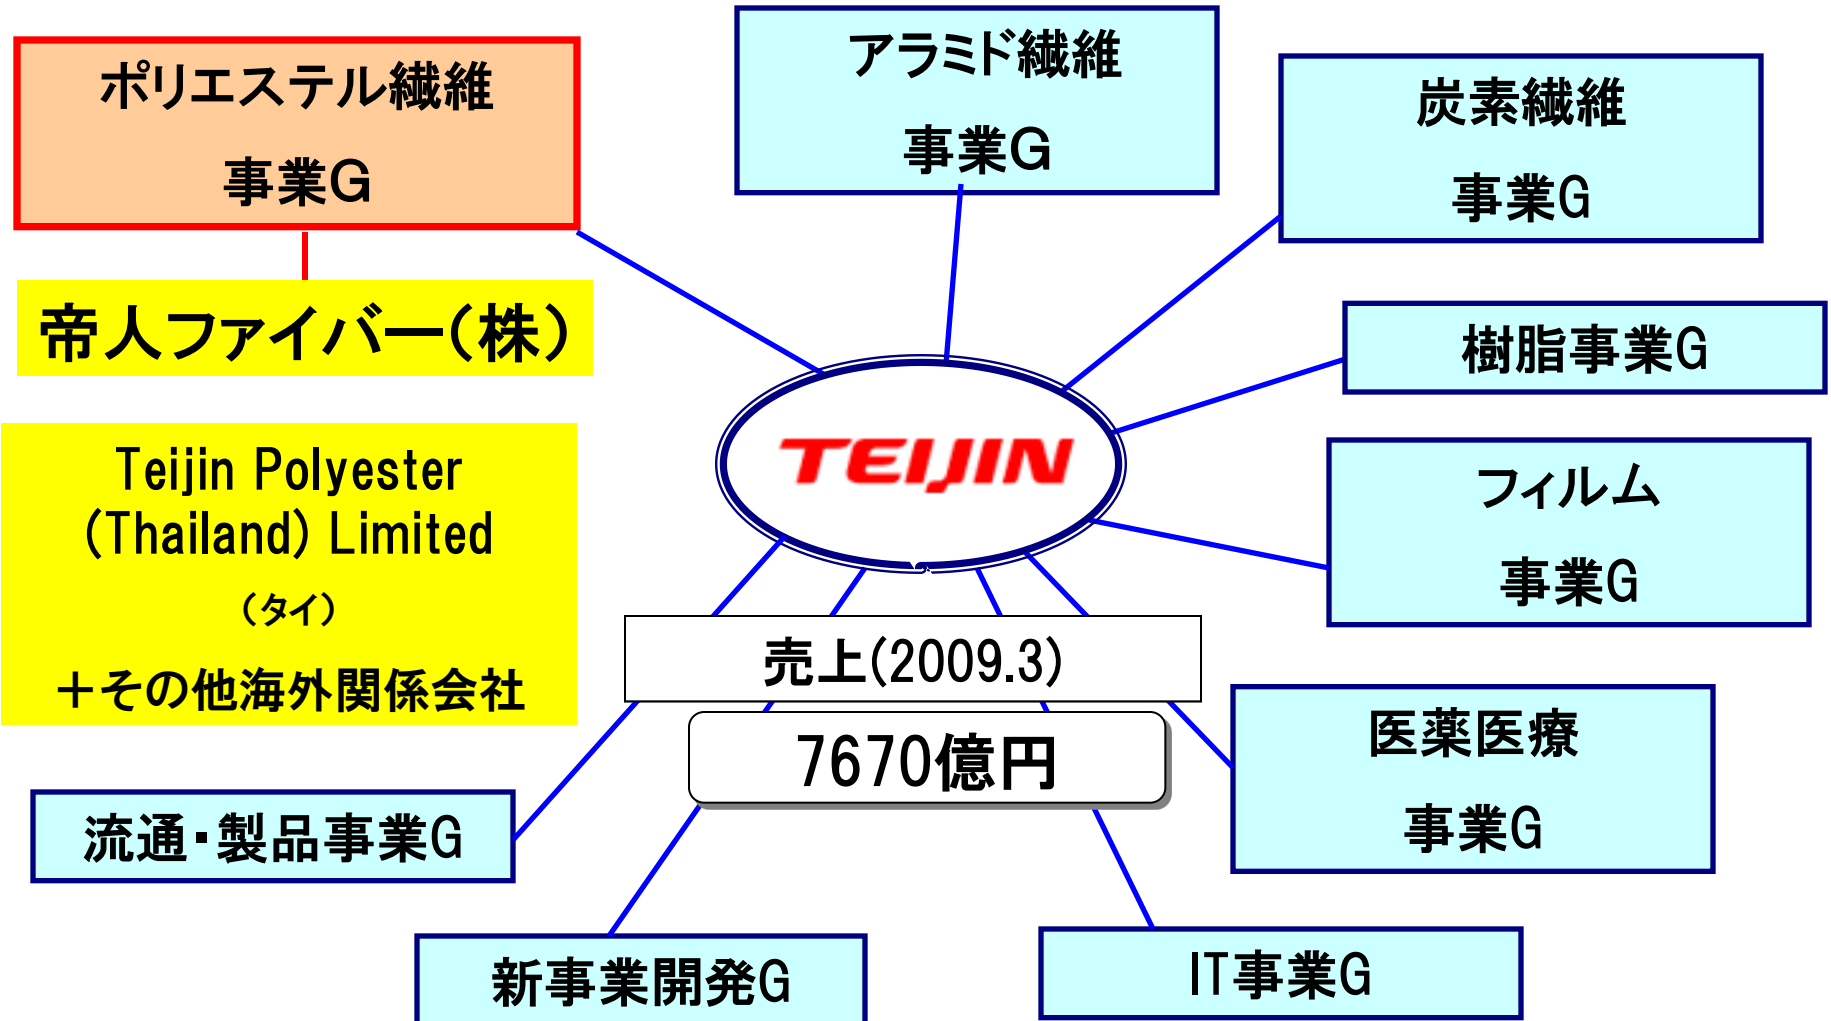 ポリエステル繊維
事業G
帝人ファイバー(株)
Teijin Polyester
(Thailand) Limited
(タイ)
+その他海外関係会社
アラミド繊維
事業G
炭素繊維
事業G
樹脂事業G
フィルム
事業G
TEIJIN
売上(2009.3)
7670億円
医薬医療
事業G
流通・製品事業G
新事業開発G
IT事業G